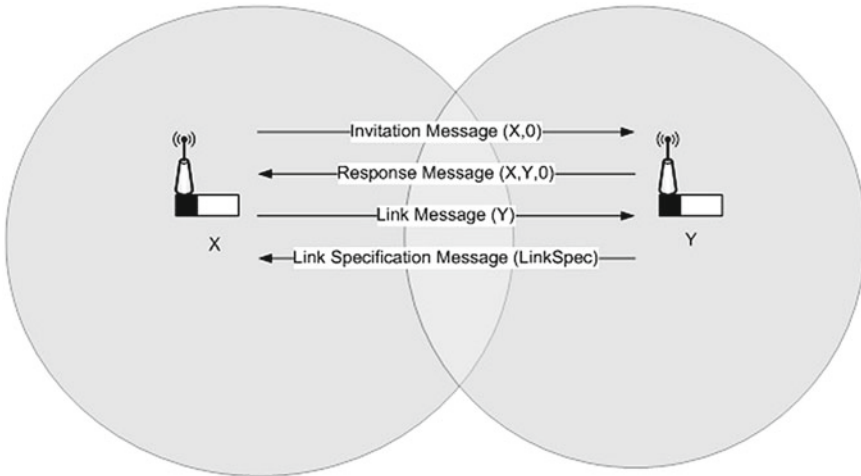 Invitation Message (X,0)
Response Message (X,Y,0)
Link Message (Y)
X
Y
Link Specification Message (LinkSpec)